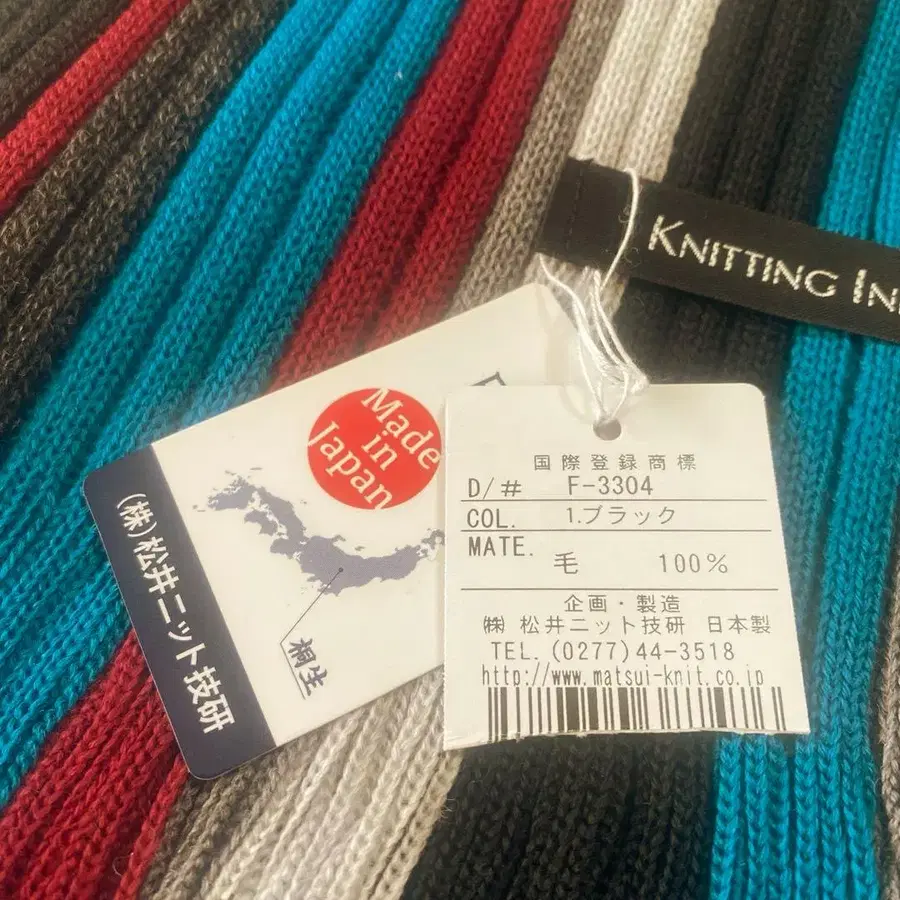 KNITTING IN
Made
in
Japan
(株)松井ニット技研
桐生
国際登録商標
D/# F-3304
COL. 1.ブラック
MATE.
毛 100%
企画・製造
㈱ 松井ニット技研 日本製
TEL.(0277)44-3518
http://www.matsui-knit.co.jp